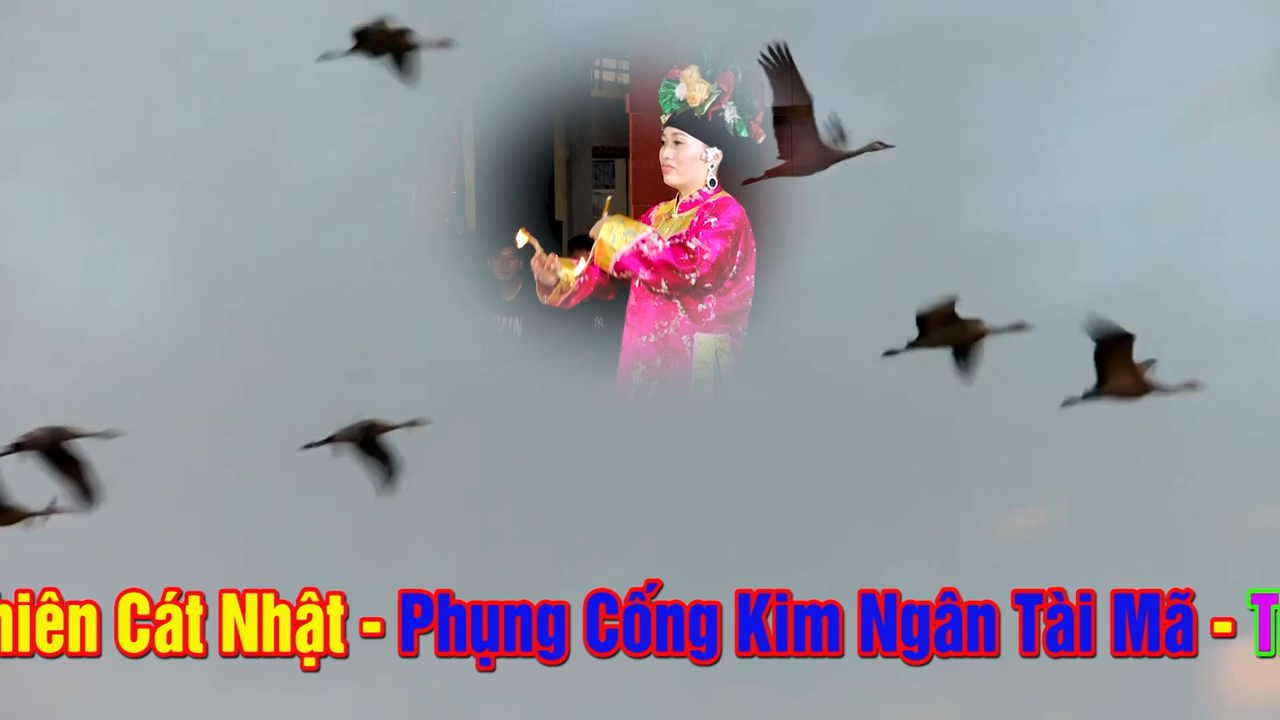 hiên Cát Nhật - Phụng Cống Kim Ngân Tài Mã - T